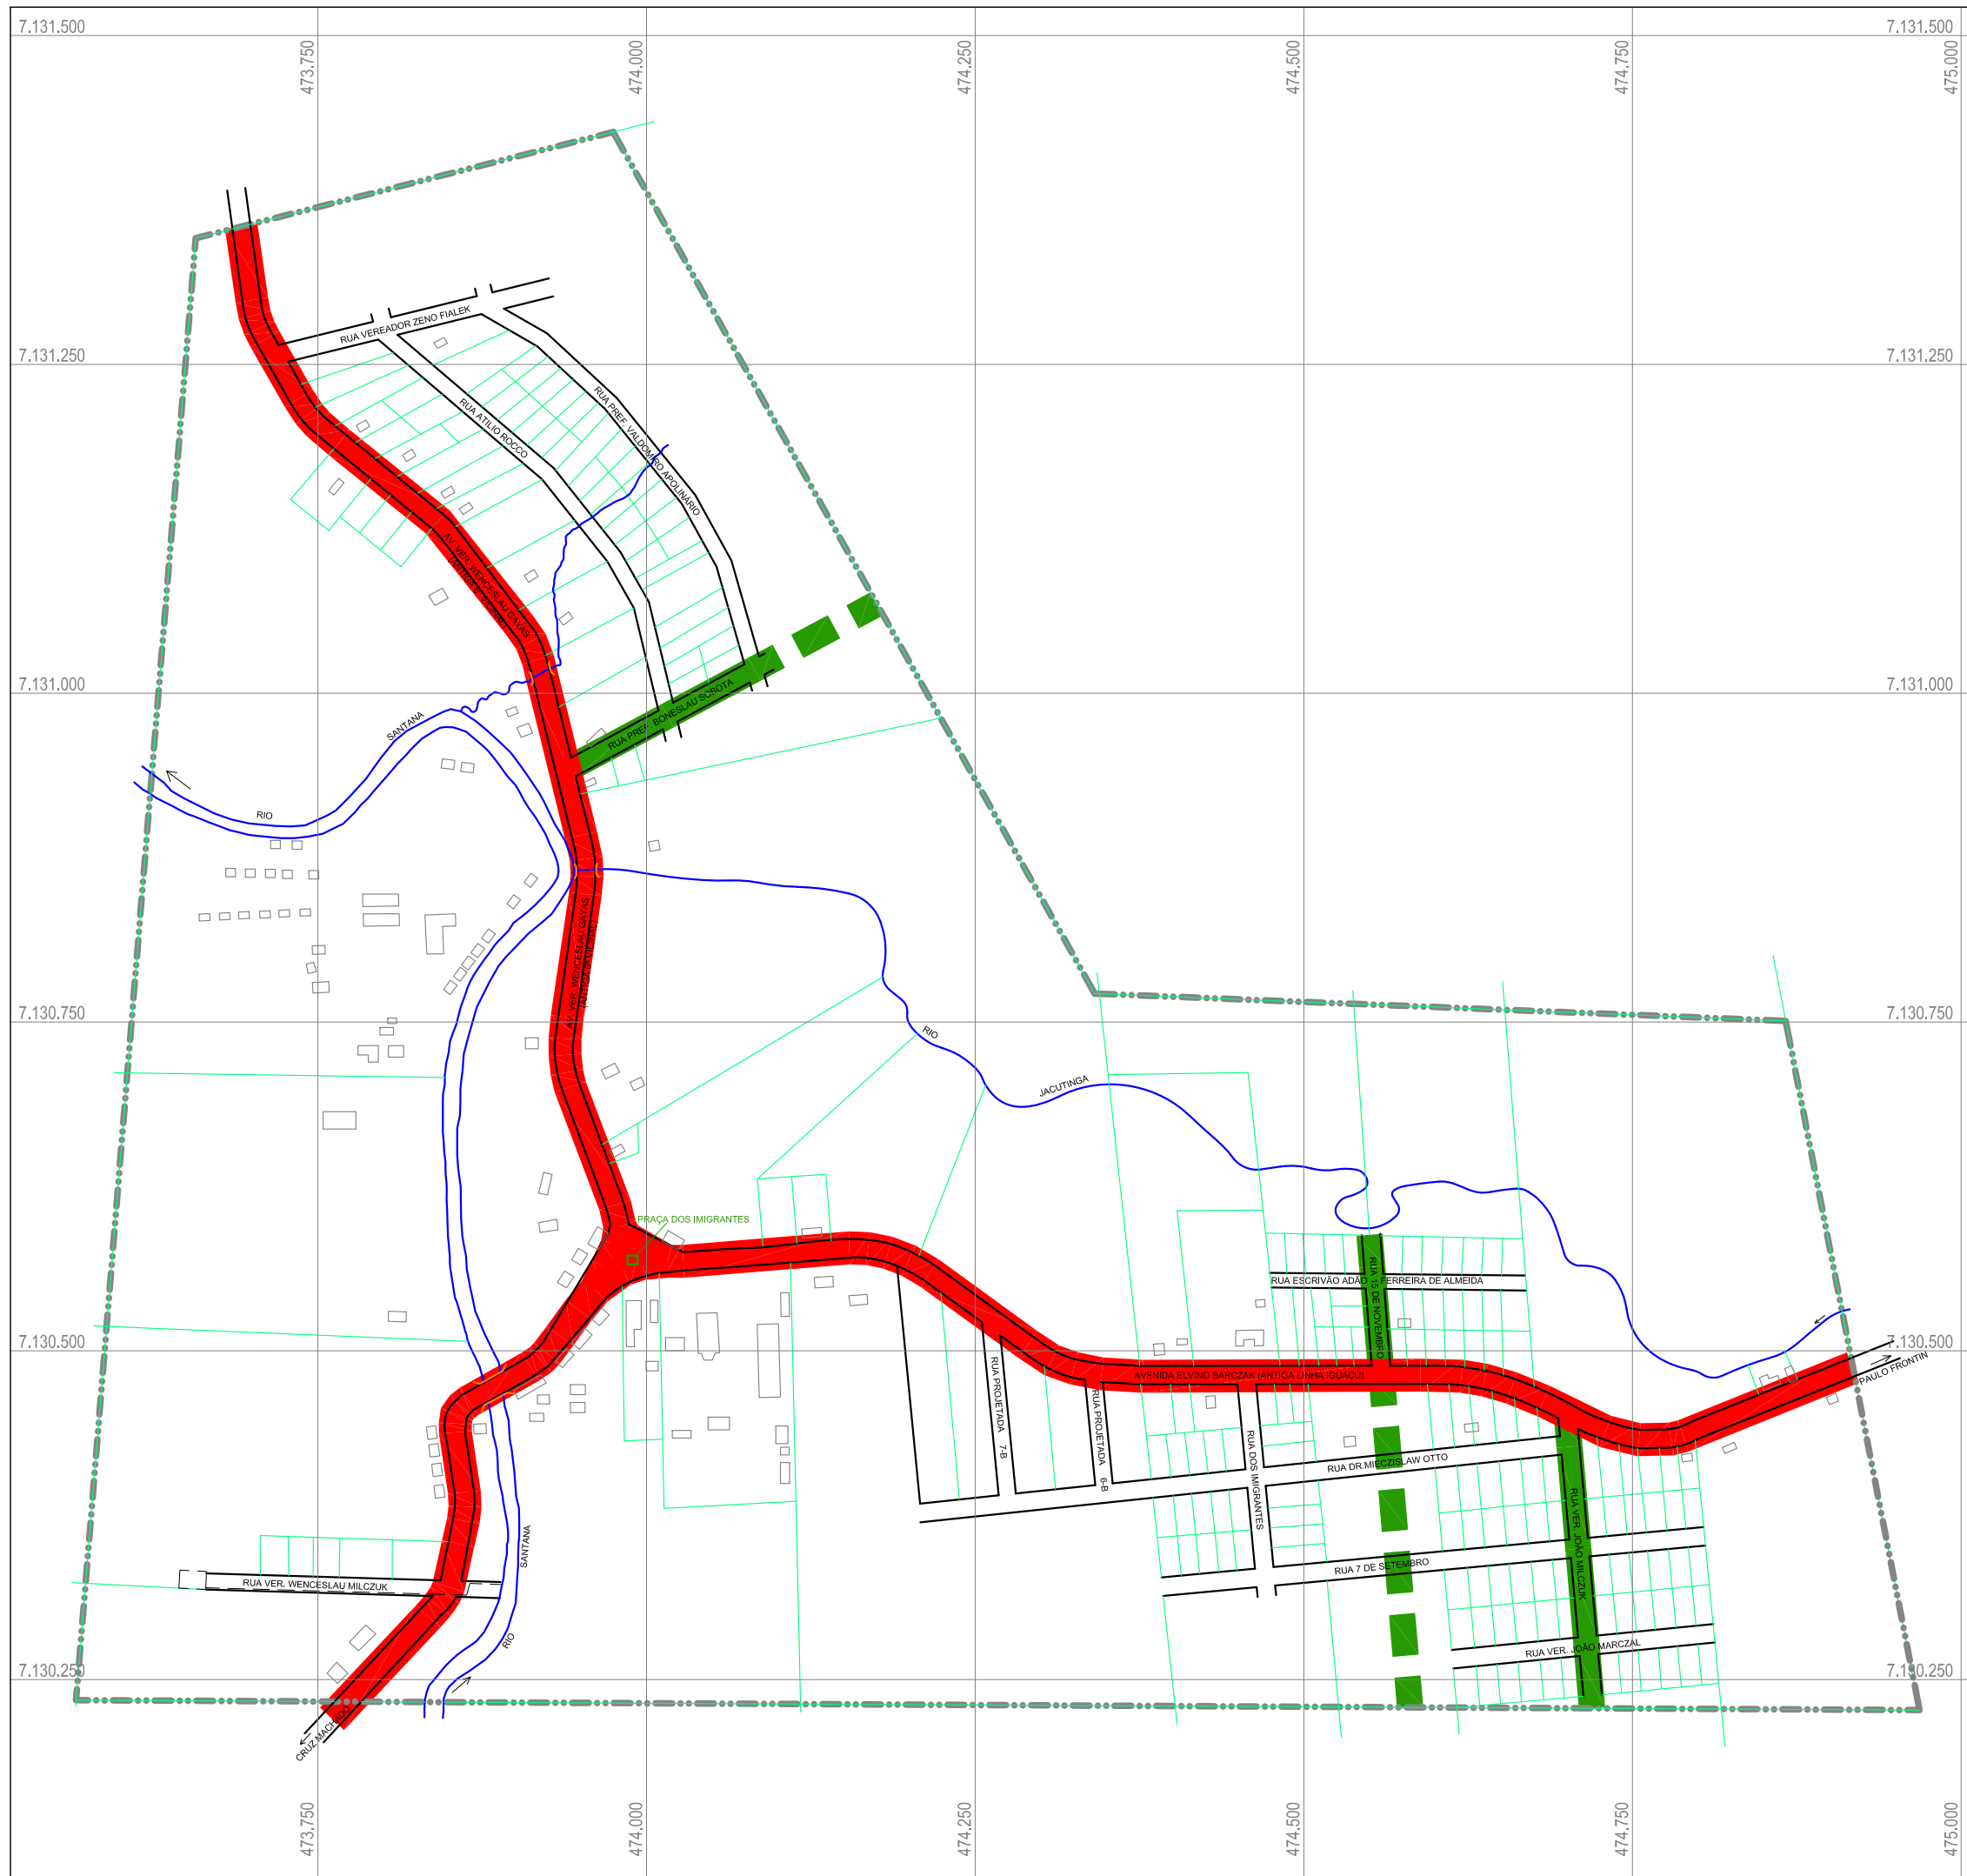 7.131.500
7.131.500
473.750
474.000
474.250
474.500
474.750
475.000
RUA VEREADOR ZENO FIALEK
7.131.250
7.131.250
RUA ATILIO ROCCO
RUA PREF. VALDOMIRO APOLINÁRIO
AV. VER. WENCESLAU GAYAS
7.131.000
7.131.000
RUA PREF. BONESLAU SOBOTA
SANTANA
RIO
AV. VER. WENCESLAU GAYAS
(ANTIGA 6ª VICINAL)
7.130.750
7.130.750
RIO
JACUTINGA
PRAÇA DOS IMIGRANTES
RUA ESCRIVÃO ADÃO FERREIRA DE ALMEIDA
RUA 15 DE NOVEMBRO
7.130.500
7.130.500
AVENIDA ELVINO BARCZAK (ANTIGA LINHA IGUAÇU)
PAULO FRONTIN
RUA PROJETADA 7-B
RUA PROJETADA 6-B
RUA DOS IMIGRANTES
RUA DR.MIECZISLAW OTTO
RUA VER. JOÃO MILCZUK
SANTANA
RUA 7 DE SETEMBRO
RUA VER. WENCESLAU MILCZUK
RIO
RUA VER. JOÃO MARCZAL
7.130.250
7.130.250
CRUZ MACHADO
473.750
474.000
474.250
474.500
474.750
475.000